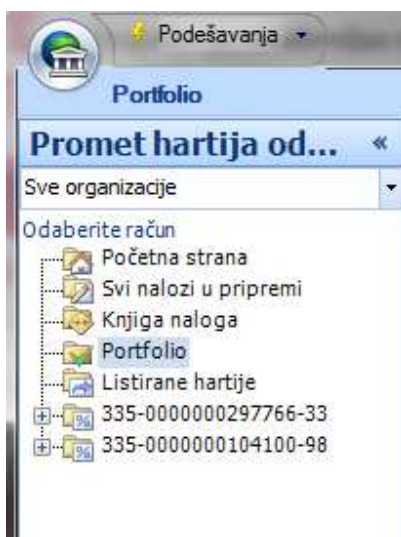 Podešavanja
Portfolio
Promet hartija od...
Sve organizacije
Odaberite račun
Početna strana
Svi nalozi u pripremi
Knjiga naloga
Portfolio
Listirane hartije
335-0000000297766-33
335-0000000104100-98